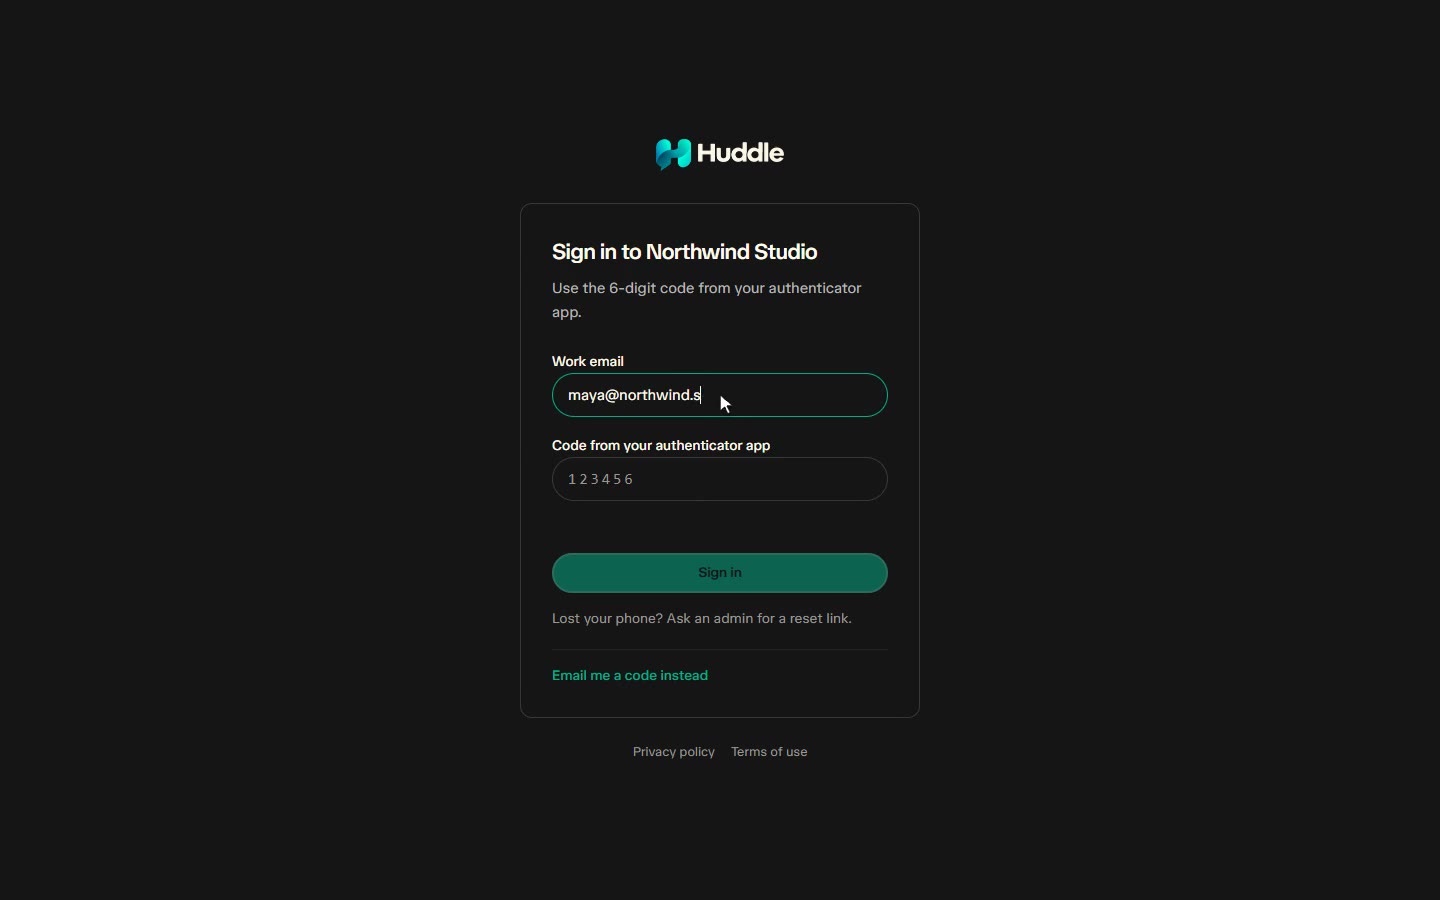 Huddle
Sign in to Northwind Studio
Use the 6-digit code from your authenticator
app.
Work email
maya@northwind.s
Code from your authenticator app
123456
Sign in
Lost your phone? Ask an admin for a reset link.
Email me a code instead
Privacy policy Terms of use